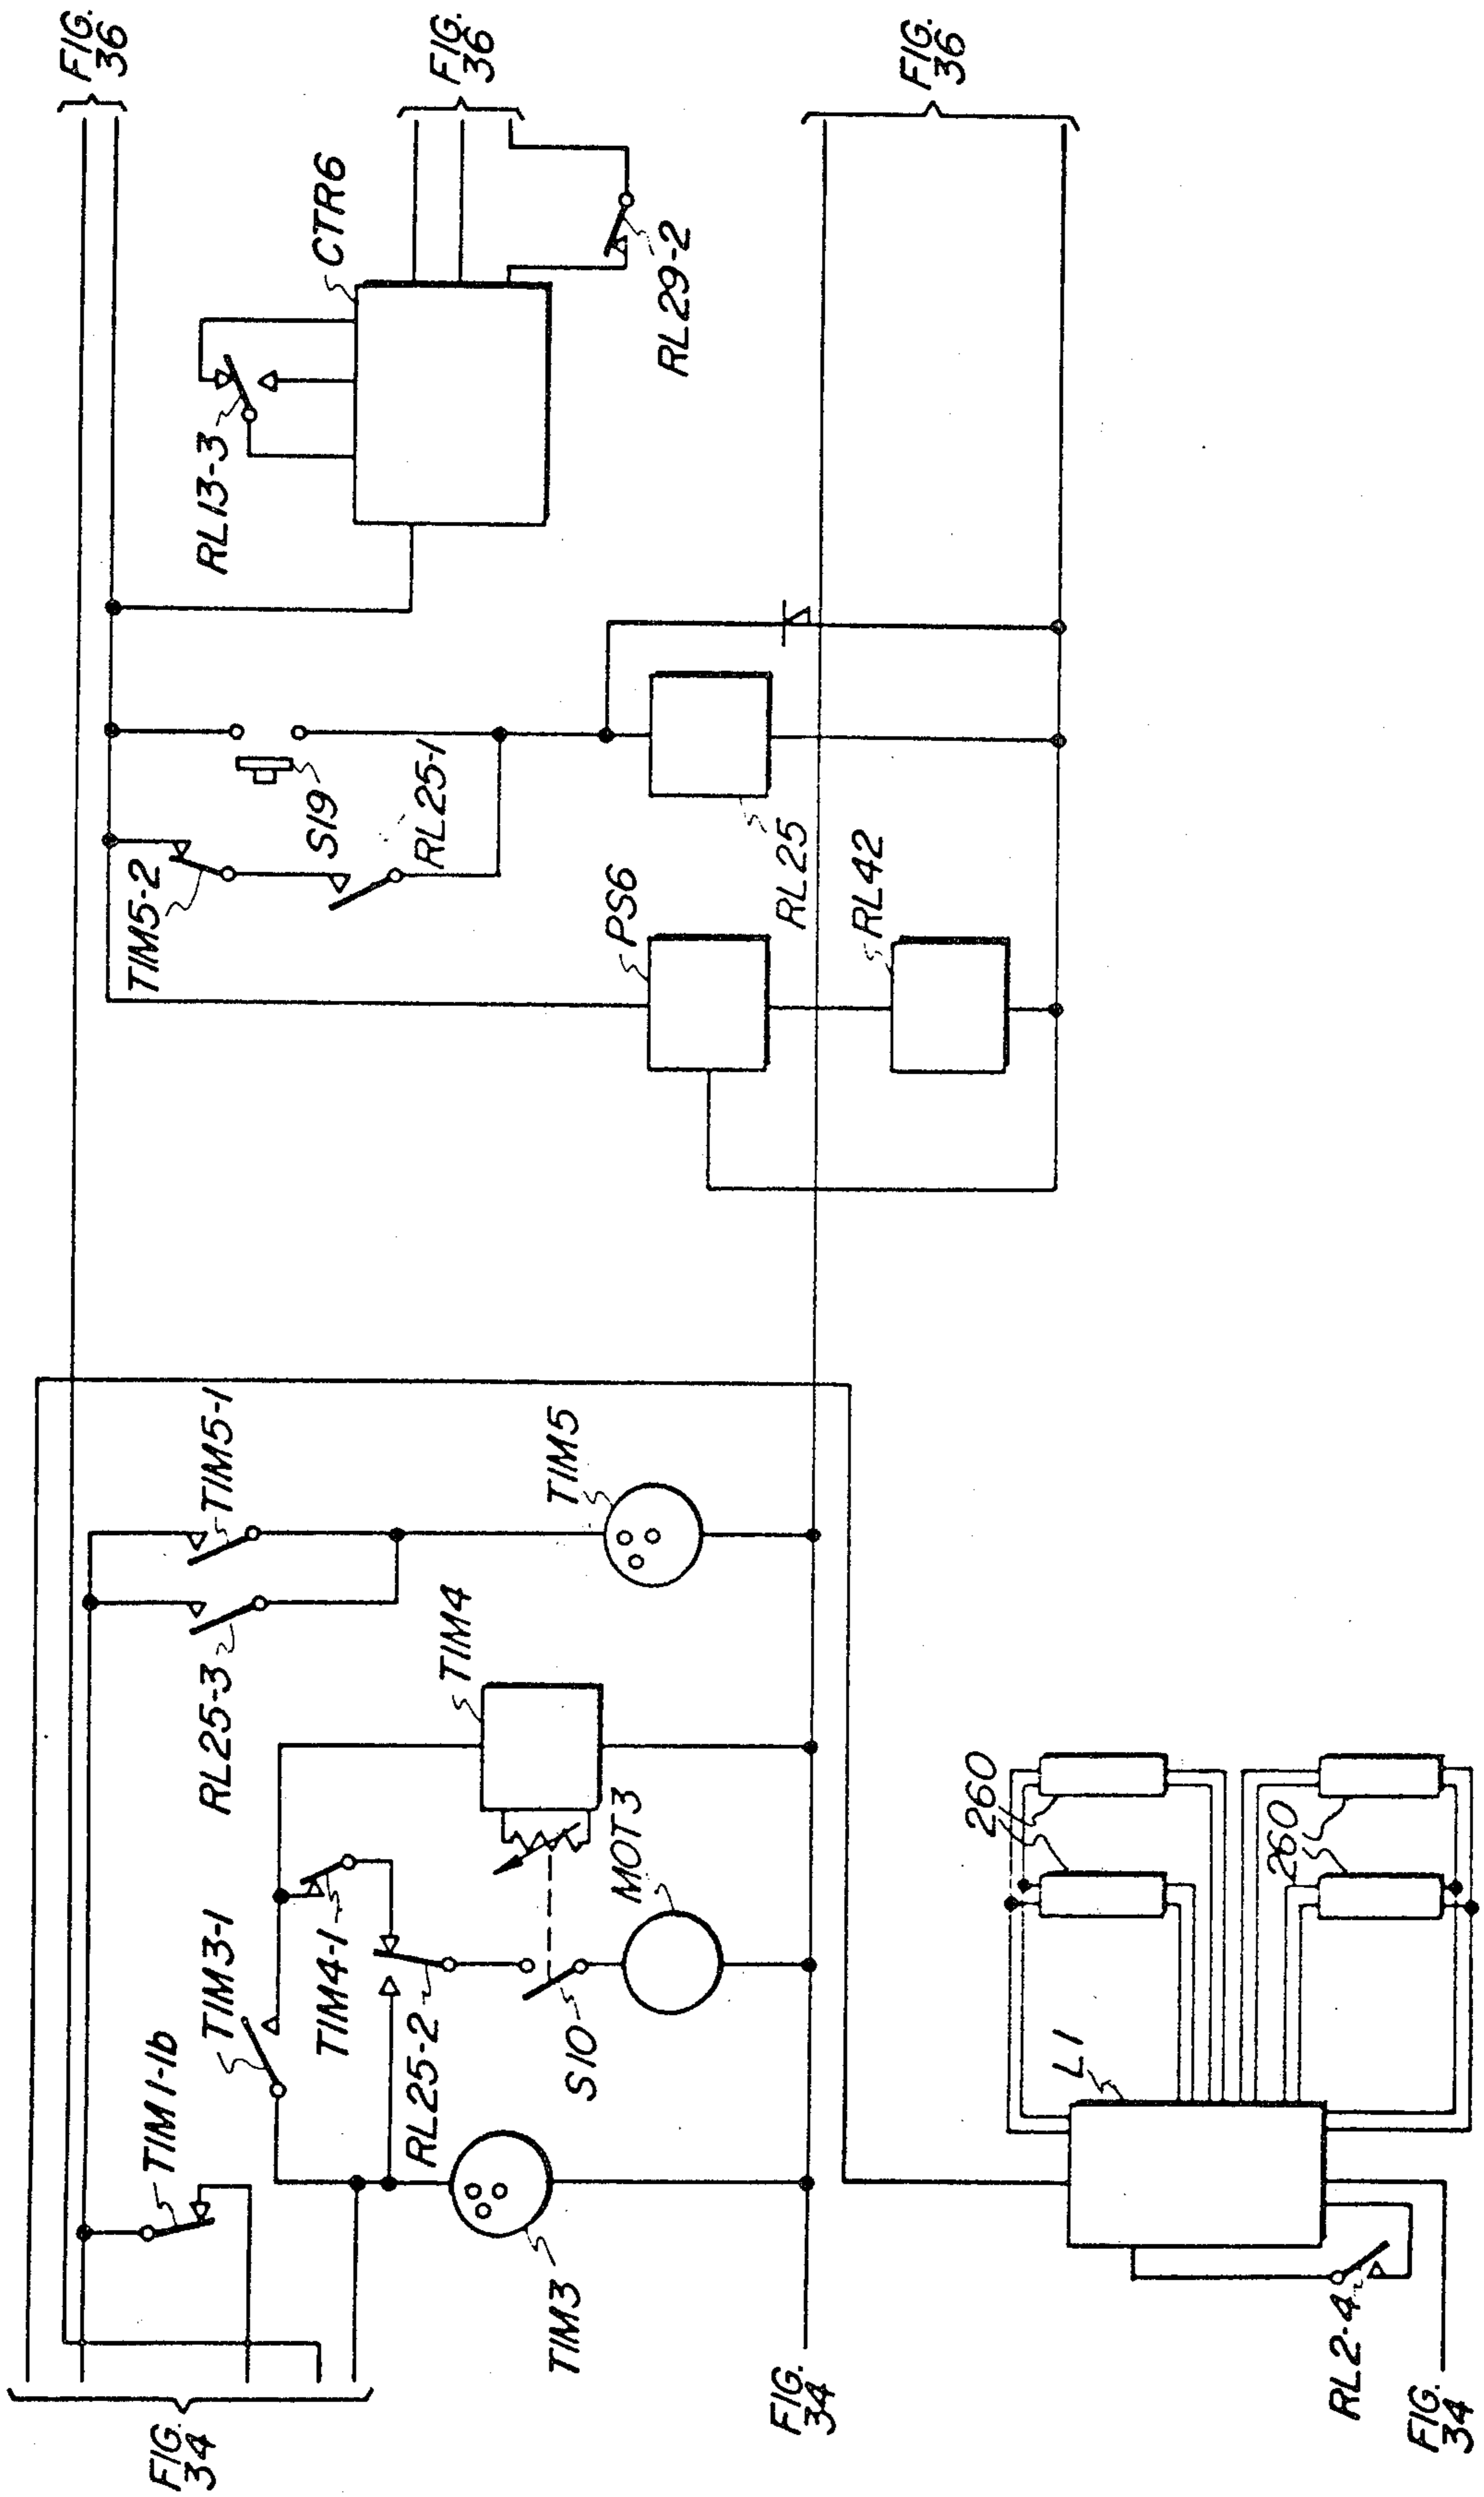 FIG.
34
TIM1-1b
TIM3-1
TIM4-1
RL25-2
TIM3
S10
MOT3
TIM4
RL25-3
TIM5-1
TIM5
FIG.
34
TIM5-2
S19
RL25-1
PS6
RL25
RL42
RL13-3
CTR6
RL29-2
FIG.
36
FIG.
36
FIG.
36
L1
260
260
RL2-4
FIG.
34